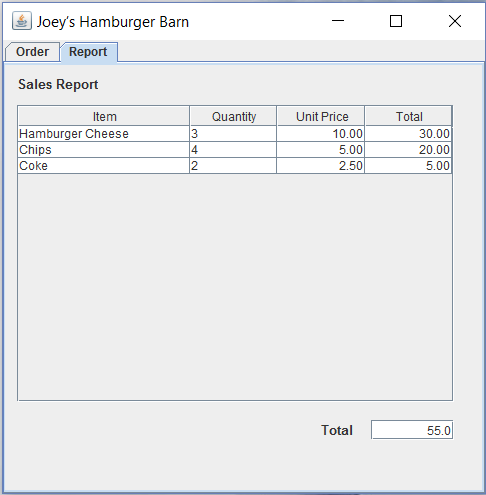 Joey's Hamburger Barn
Order Report
Sales Report
Item Quantity Unit Price Total
Hamburger Cheese 3 10.00 30.00
Chips 4 5.00 20.00
Coke 2 2.50 5.00
Total 55.0